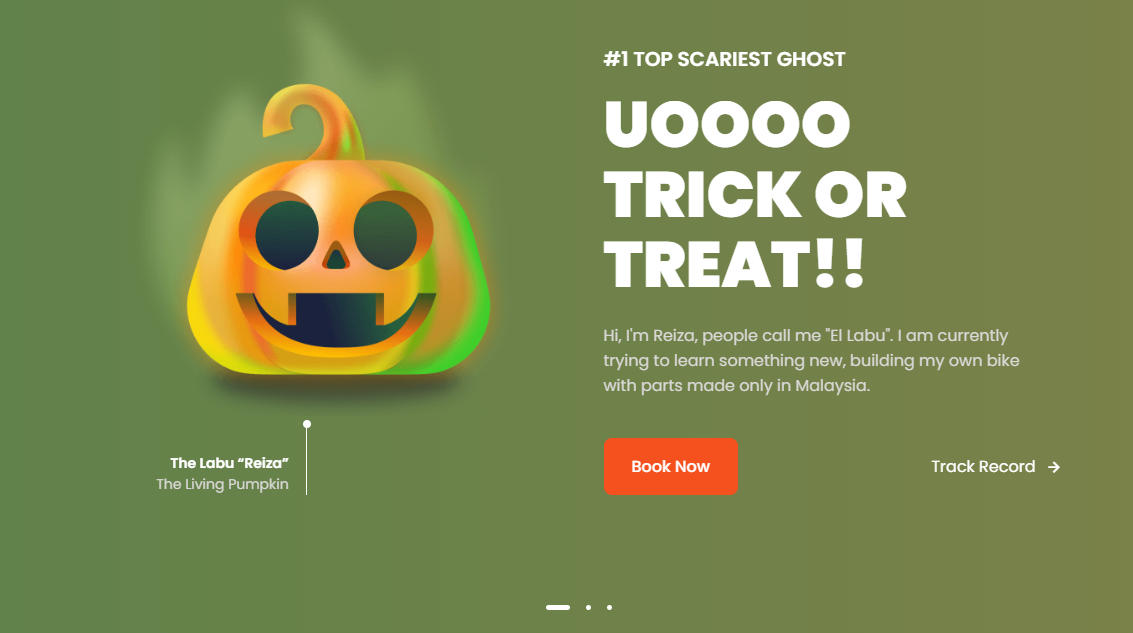 #1 TOP SCARIEST GHOST
UOOOO
TRICK OR
TREAT!!
Hi, I'm Reiza, people call me "El Labu". I am currently
trying to learn something new, building my own bike
with parts made only in Malaysia.
Book Now
Track Record →
The Labu “Reiza”
The Living Pumpkin